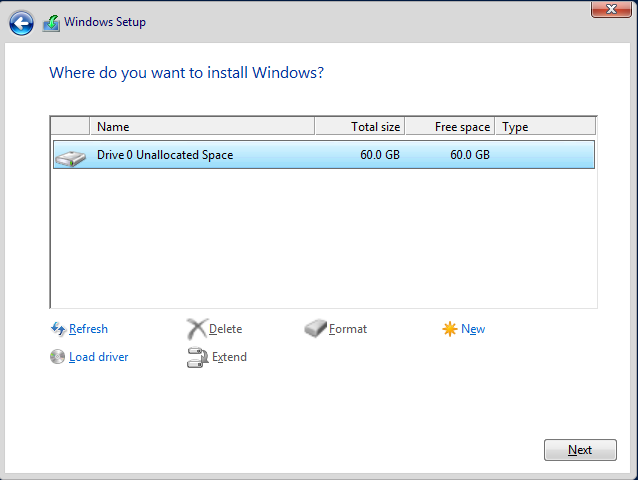 Windows Setup
Where do you want to install Windows?
Name Total size Free space Type
Drive 0 Unallocated Space 60.0 GB 60.0 GB
Refresh Delete Format New
Load driver Extend
Next